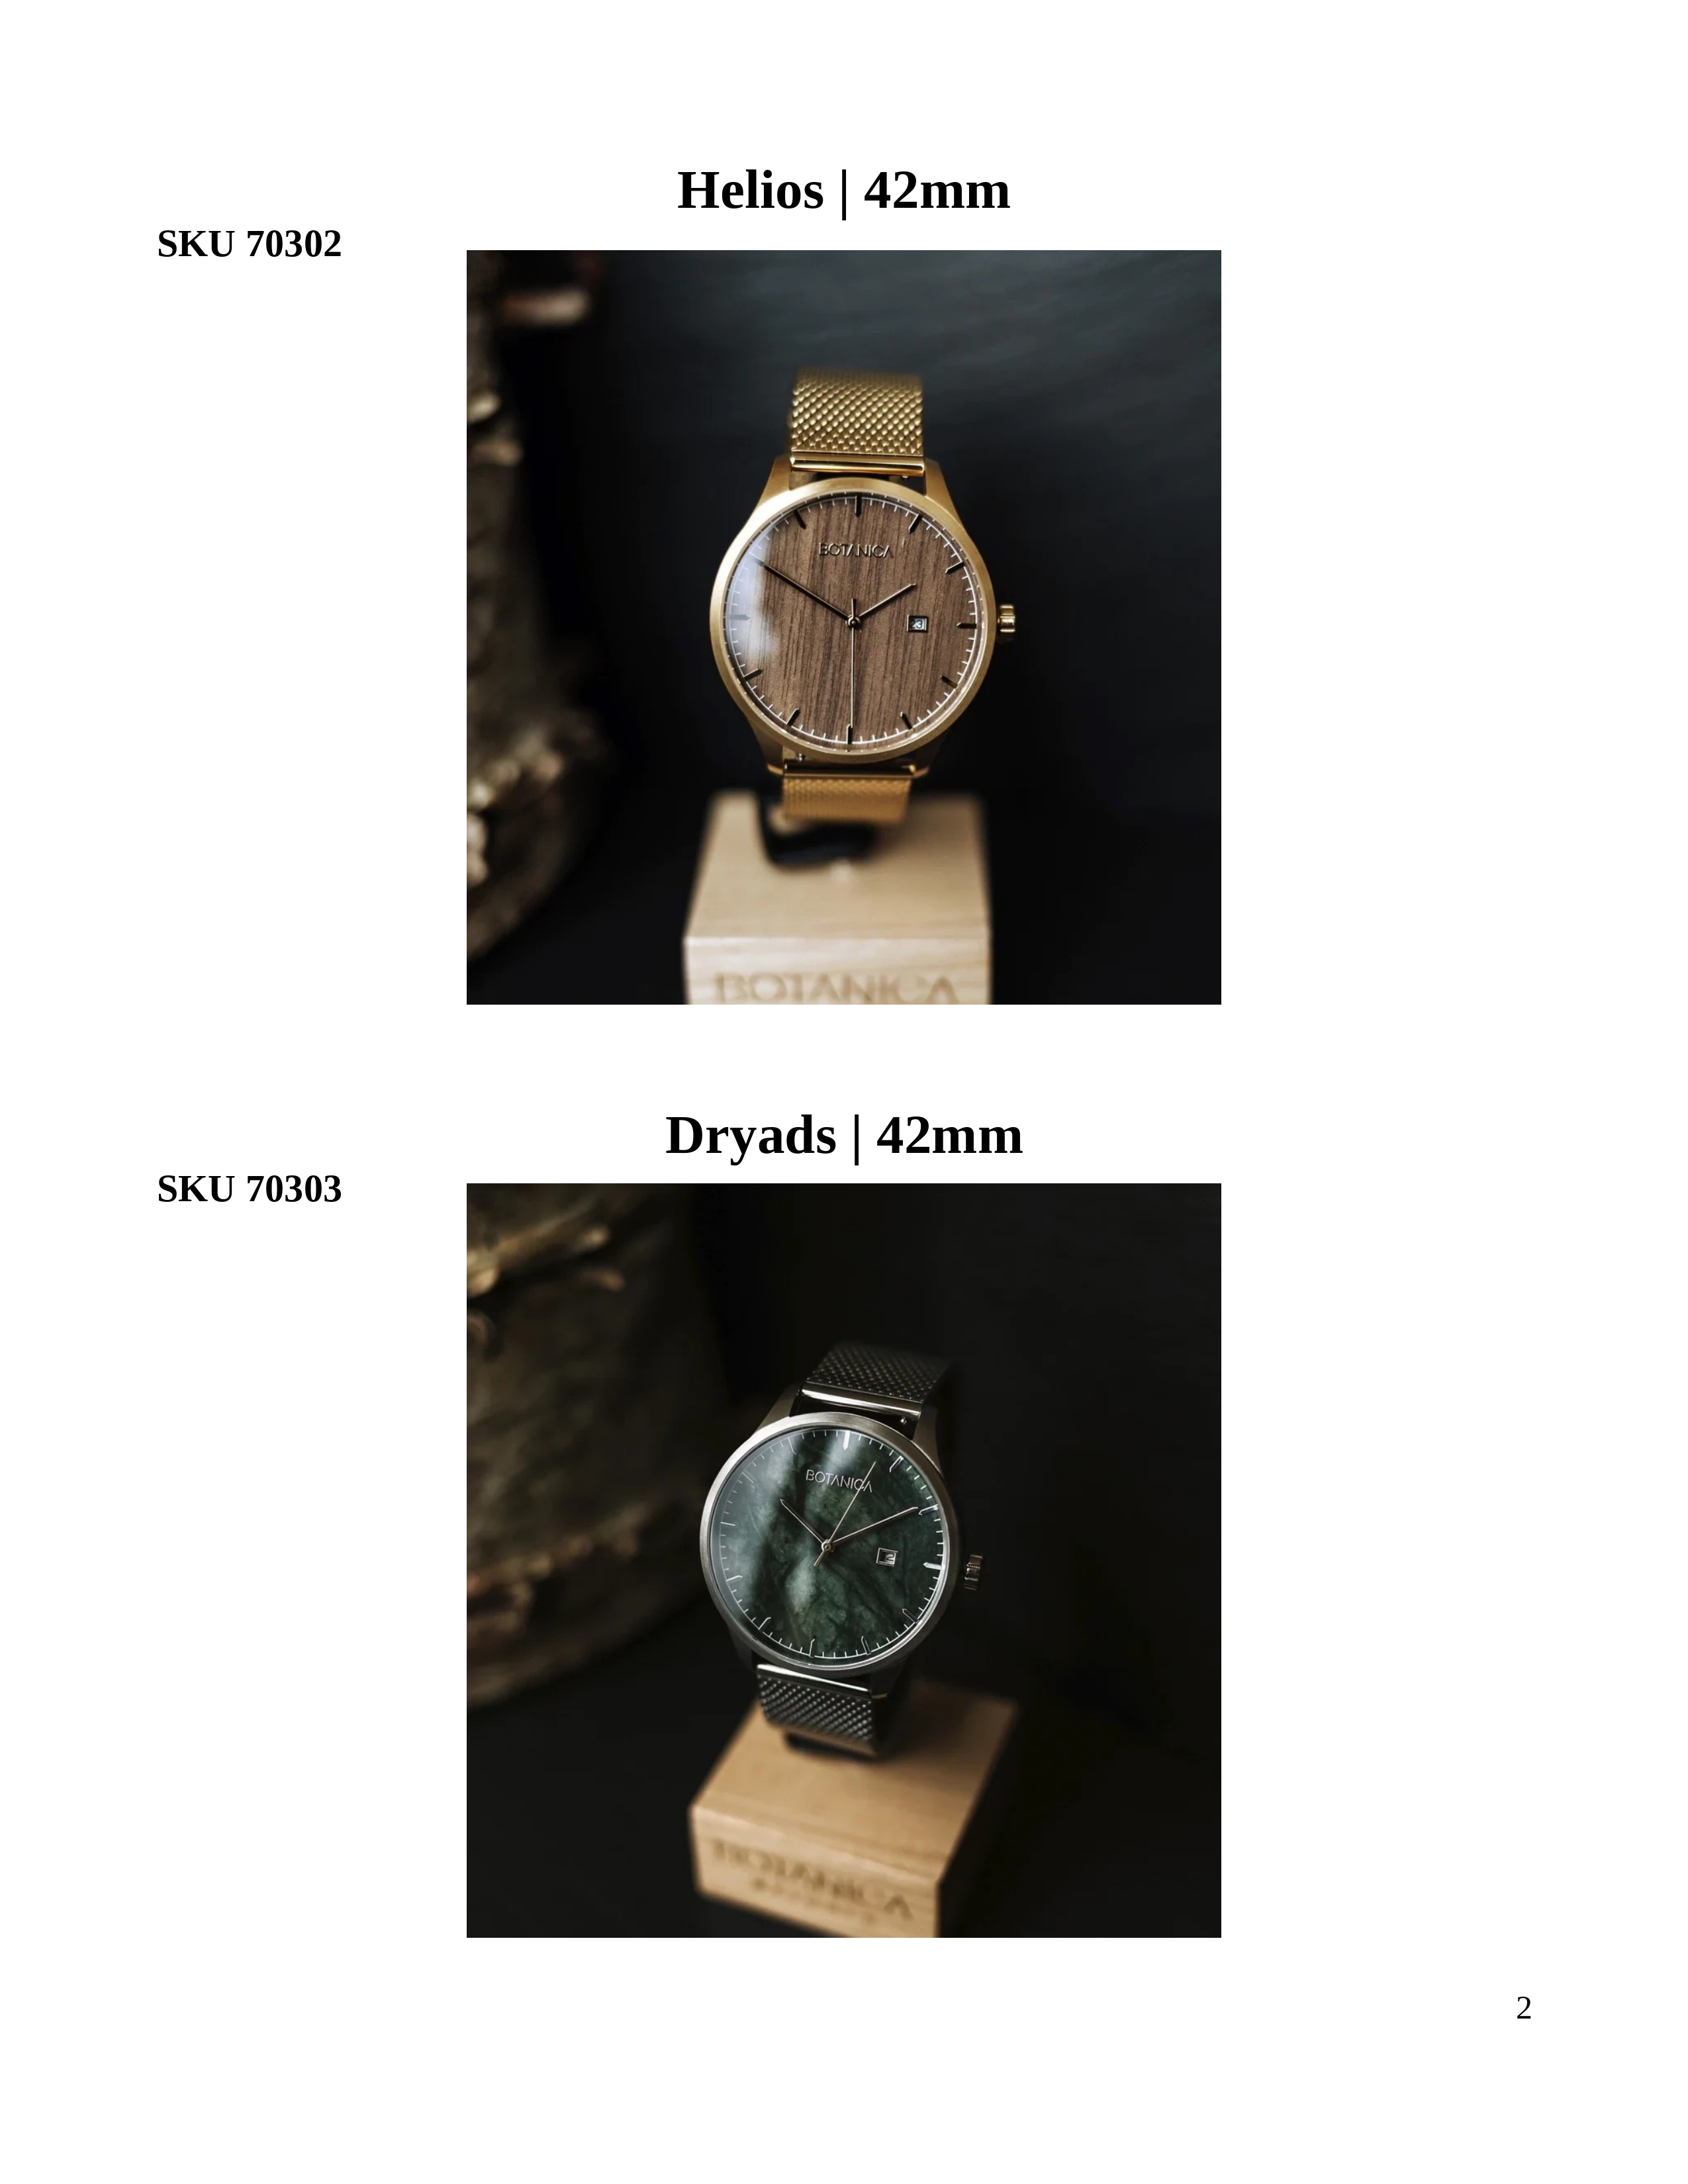 Helios | 42mm
SKU 70302
BOTANICA
BOTANICA
Dryads | 42mm
SKU 70303
BOTANICA
BOTANICA
2